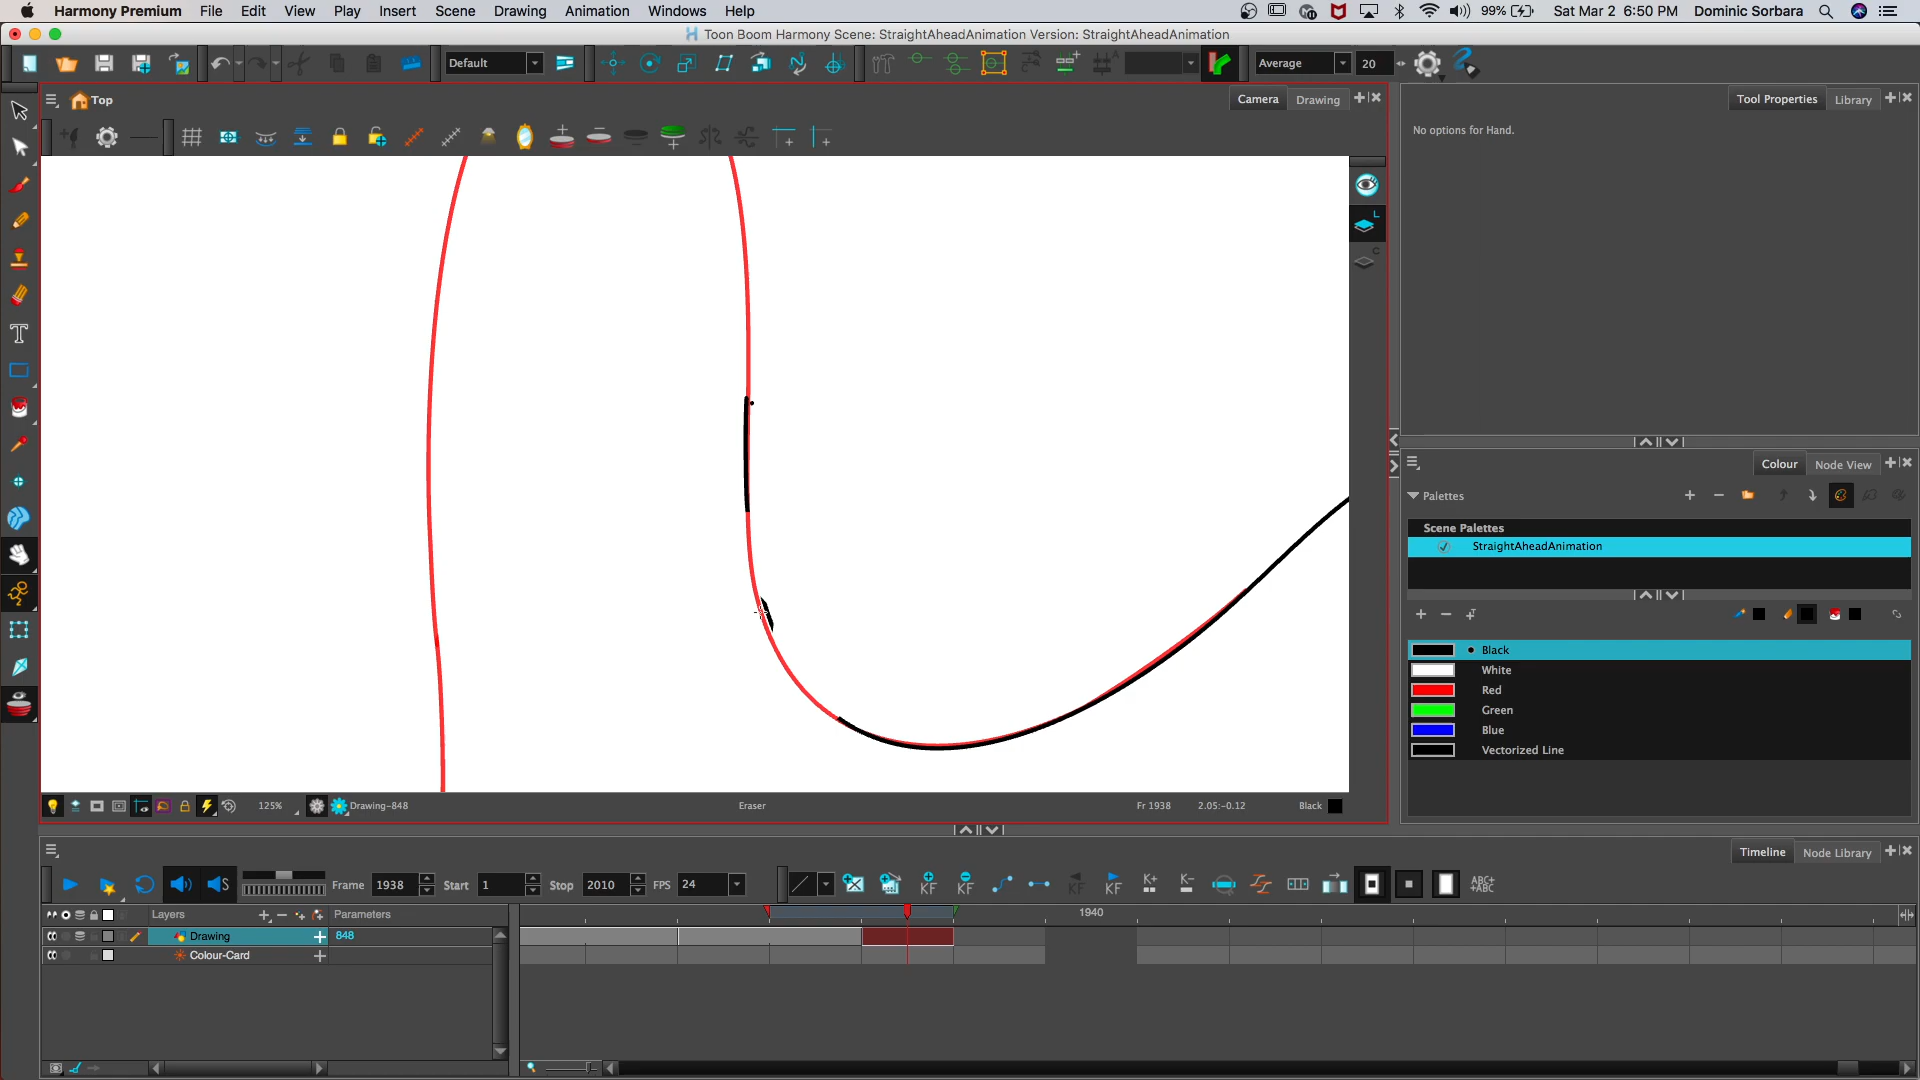 Harmony Premium File Edit View Play Insert Scene Drawing Animation Windows Help 99% Sat Mar 2 6:50 PM Dominic Sorbara
Toon Boom Harmony Scene: StraightAheadAnimation Version: StraightAheadAnimation
Default Average 20
Top Camera Drawing Tool Properties Library
No options for Hand.
L
C
Colour Node View
Palettes
Scene Palettes
StraightAheadAnimation
Black
White
Red
Green
Blue
Vectorized Line
125% Drawing-848 Eraser Fr 1938 2.05:-0.12 Black
Timeline Node Library
Frame 1938 Start 1 Stop 2010 FPS 24 KF KF KF KF ABC+ +ABC
Layers Parameters 1940
Drawing 848
Colour-Card